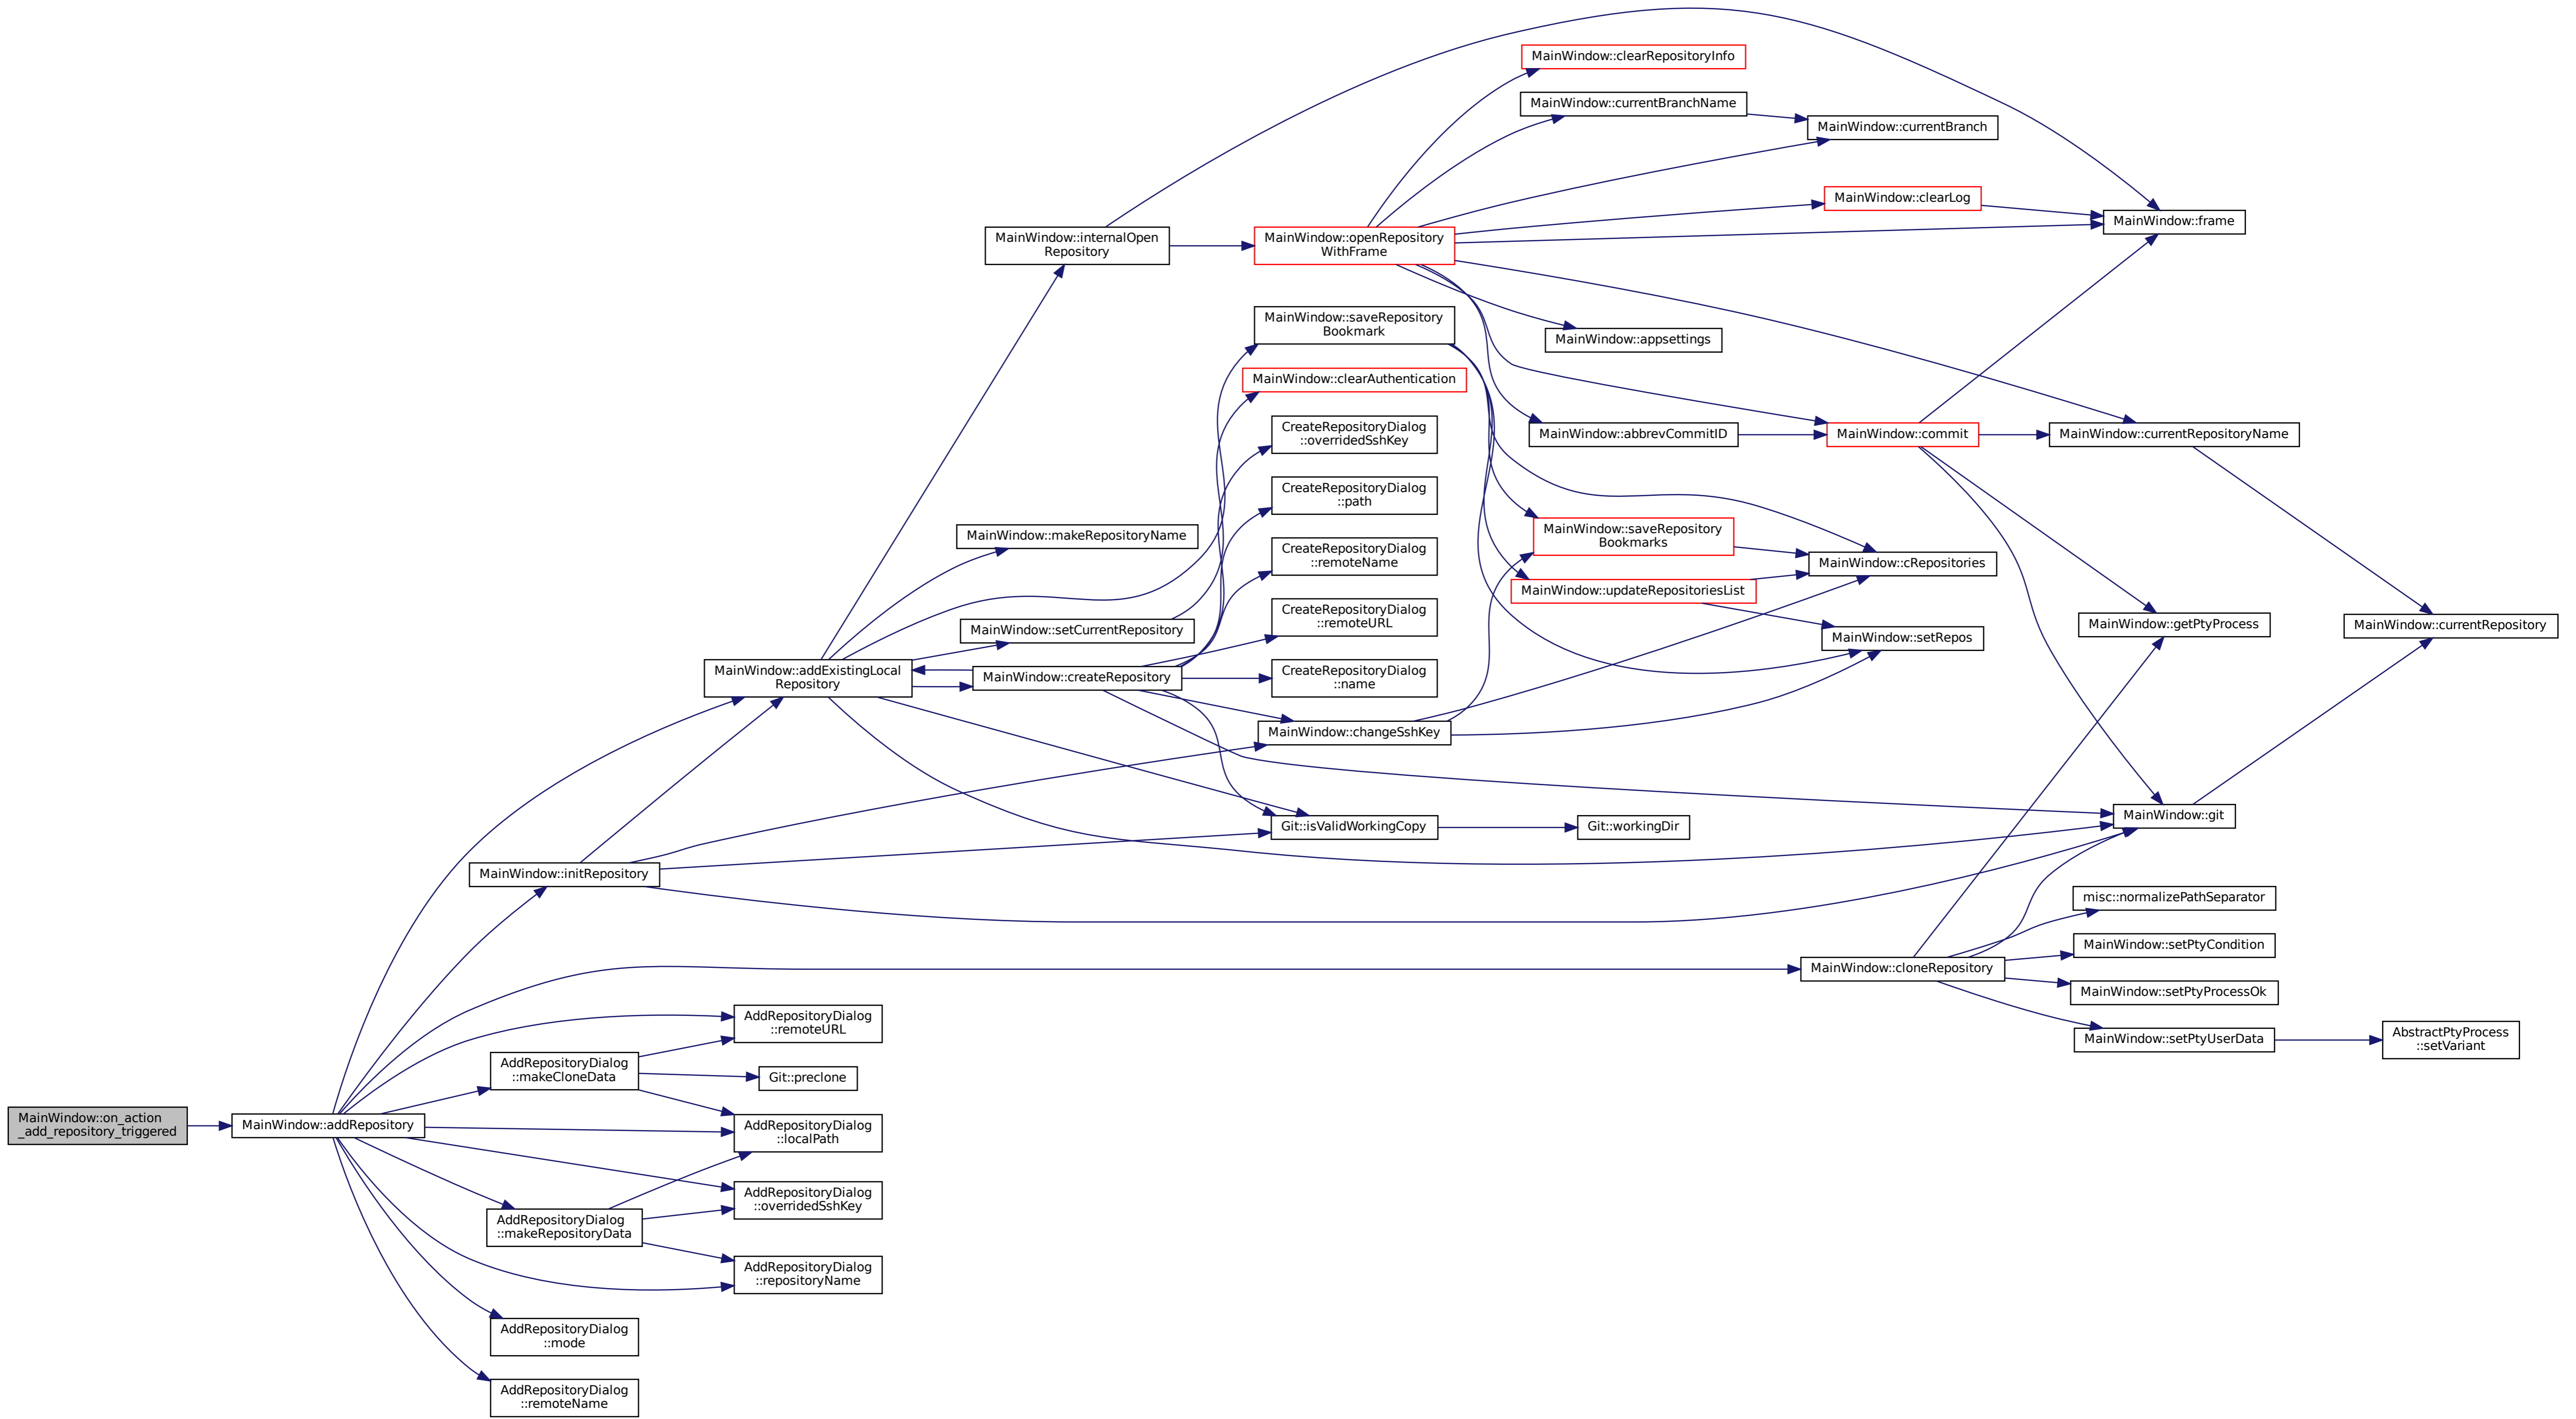 MainWindow::on_action
_add_repository_triggered
MainWindow::addRepository
MainWindow::initRepository
AddRepositoryDialog
::makeCloneData
AddRepositoryDialog
::makeRepositoryData
AddRepositoryDialog
::mode
AddRepositoryDialog
::remoteName
MainWindow::addExistingLocal
Repository
AddRepositoryDialog
::remoteURL
Git::preclone
AddRepositoryDialog
::localPath
AddRepositoryDialog
::overridedSshKey
AddRepositoryDialog
::repositoryName
MainWindow::internalOpen
Repository
MainWindow::makeRepositoryName
MainWindow::setCurrentRepository
MainWindow::createRepository
MainWindow::openRepository
WithFrame
MainWindow::saveRepository
Bookmark
MainWindow::clearAuthentication
CreateRepositoryDialog
::overridedSshKey
CreateRepositoryDialog
::path
CreateRepositoryDialog
::remoteName
CreateRepositoryDialog
::remoteURL
CreateRepositoryDialog
::name
MainWindow::changeSshKey
Git::isValidWorkingCopy
MainWindow::clearRepositoryInfo
MainWindow::currentBranchName
MainWindow::appsettings
MainWindow::abbrevCommitID
MainWindow::saveRepository
Bookmarks
MainWindow::updateRepositoriesList
Git::workingDir
MainWindow::currentBranch
MainWindow::clearLog
MainWindow::commit
MainWindow::cRepositories
MainWindow::setRepos
MainWindow::cloneRepository
MainWindow::frame
MainWindow::currentRepositoryName
MainWindow::getPtyProcess
MainWindow::git
misc::normalizePathSeparator
MainWindow::setPtyCondition
MainWindow::setPtyProcessOk
MainWindow::setPtyUserData
MainWindow::currentRepository
AbstractPtyProcess
::setVariant